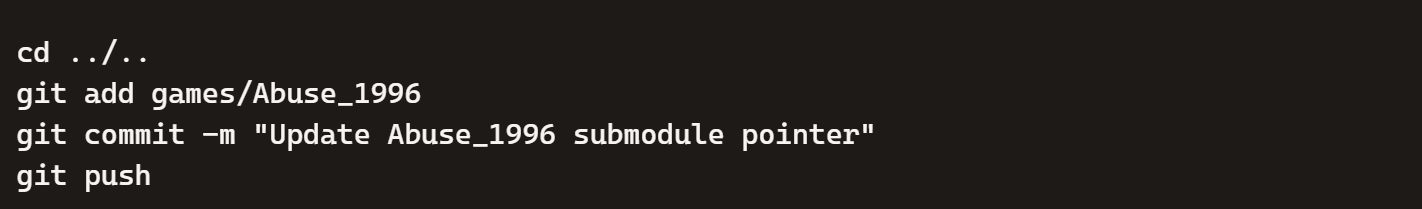 cd ../..
git add games/Abuse_1996
git commit -m "Update Abuse_1996 submodule pointer"
git push